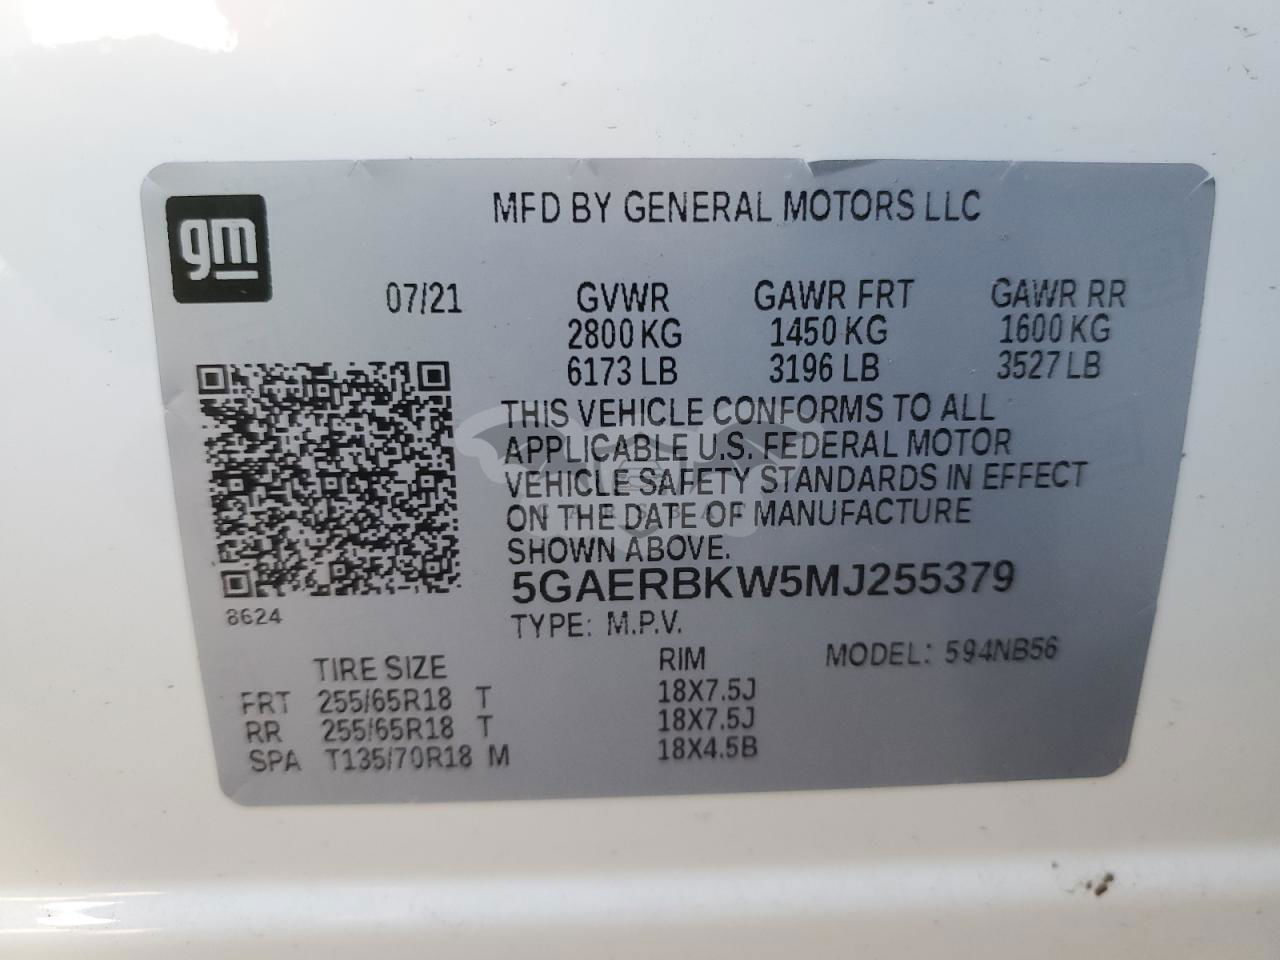 gm
MFD BY GENERAL MOTORS LLC
07/21 GVWR GAWR FRT GAWR RR
2800 KG 1450 KG 1600 KG
6173 LB 3196 LB 3527 LB
THIS VEHICLE CONFORMS TO ALL
APPLICABLE U.S. FEDERAL MOTOR
VEHICLE SAFETY STANDARDS IN EFFECT
ON THE DATE OF MANUFACTURE
SHOWN ABOVE.
5GAERBKW5MJ255379
8624
TYPE: M.P.V.
TIRE SIZE RIM MODEL: 594NB56
FRT 255/65R18 T 18X7.5J
RR 255/65R18 T 18X7.5J
SPA T135/70R18 M 18X4.5B